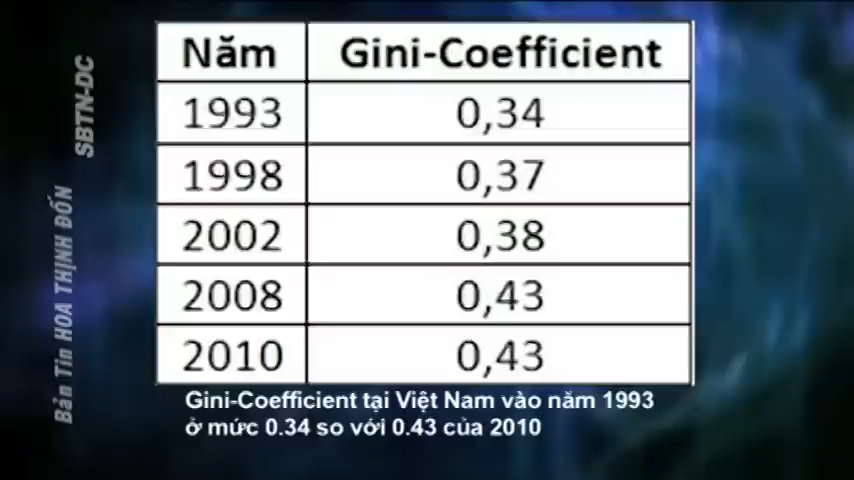 Năm Gini-Coefficient
1993 0,34
1998 0,37
2002 0,38
2008 0,43
2010 0,43
Gini-Coefficient tại Việt Nam vào năm 1993
ở mức 0.34 so với 0.43 của 2010
Bản Tin HOA THỊNH ĐỐN SBTN-DC